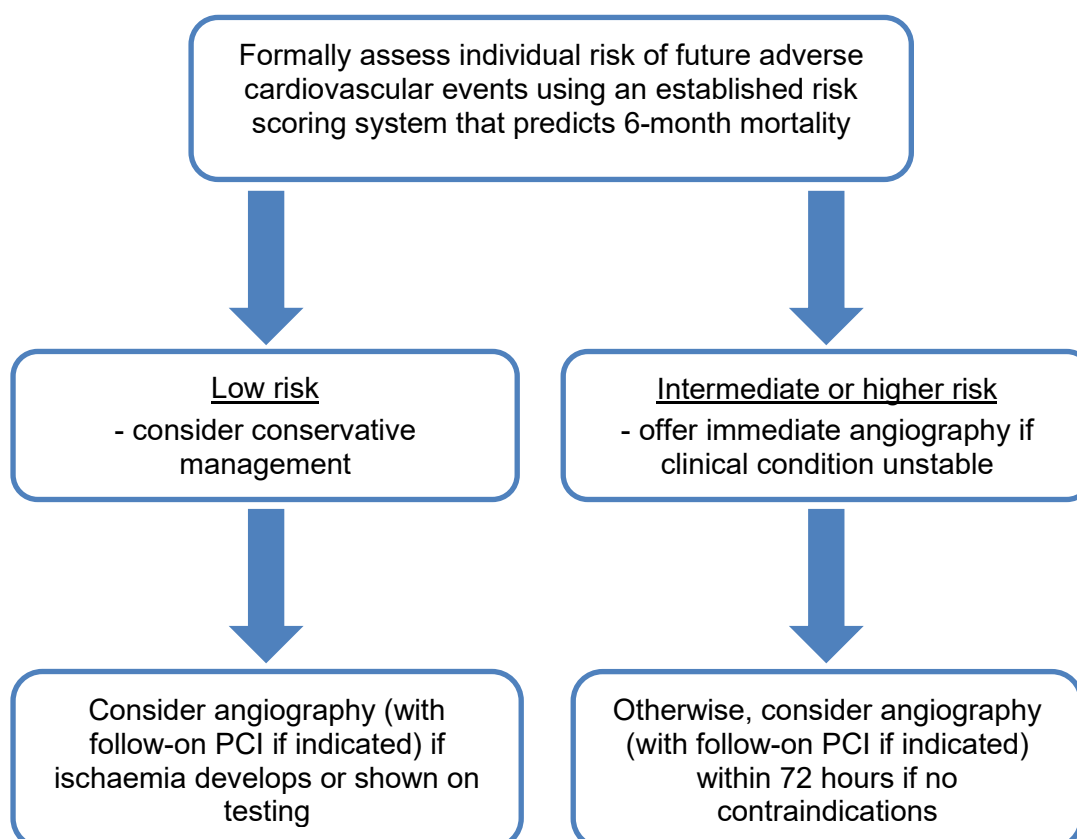 Formally assess individual risk of future adverse
cardiovascular events using an established risk
scoring system that predicts 6-month mortality
Low risk
- consider conservative
management
Intermediate or higher risk
- offer immediate angiography if
clinical condition unstable
Consider angiography (with
follow-on PCI if indicated) if
ischaemia develops or shown on
testing
Otherwise, consider angiography
(with follow-on PCI if indicated)
within 72 hours if no
contraindications